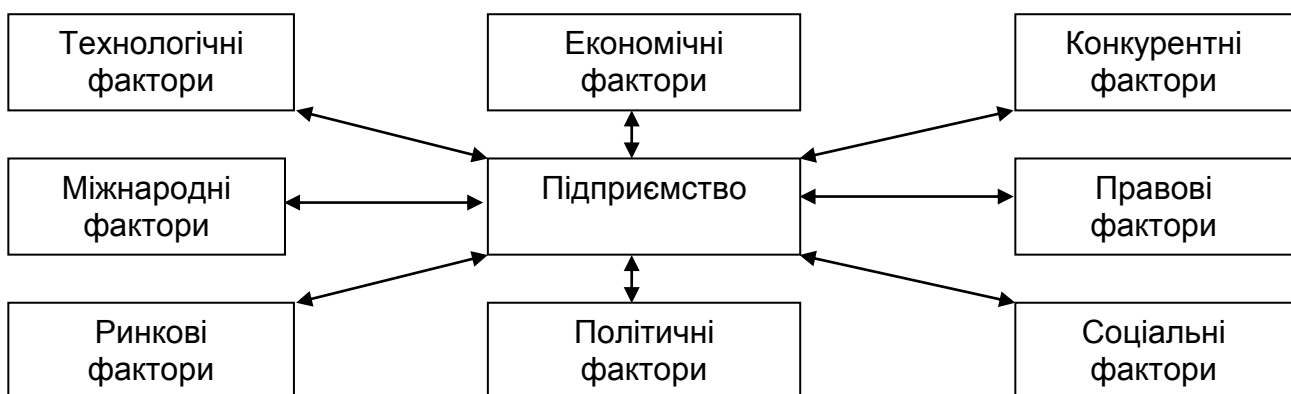 Технологічні
фактори
Економічні
фактори
Конкурентні
фактори
Міжнародні
фактори
Підприємство
Правові
фактори
Ринкові
фактори
Політичні
фактори
Соціальні
фактори